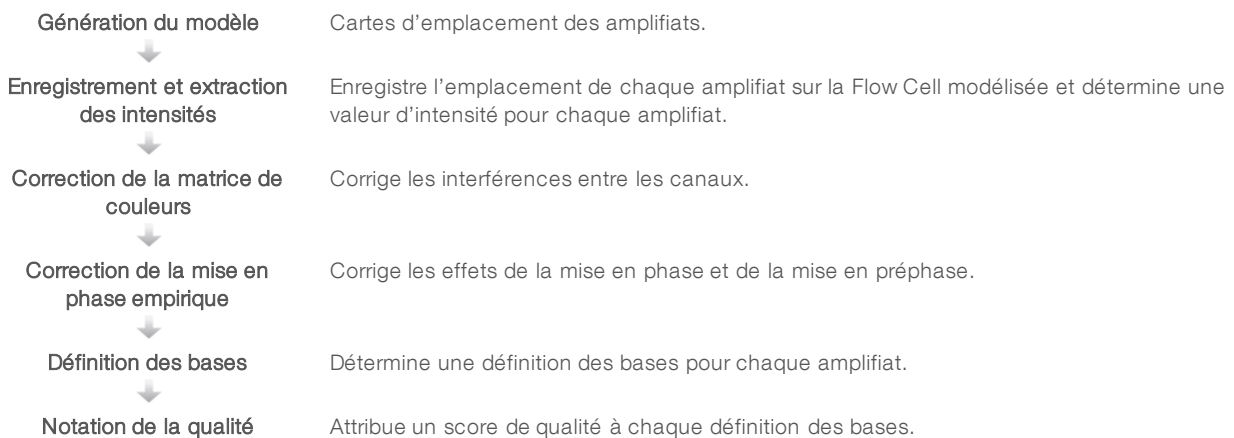 Génération du modèle
Cartes d'emplacement des amplifiats.
Enregistrement et extraction
des intensités
Enregistre l'emplacement de chaque amplifiat sur la Flow Cell modélisée et détermine une
valeur d'intensité pour chaque amplifiat.
Correction de la matrice de
couleurs
Corrige les interférences entre les canaux.
Correction de la mise en
phase empirique
Corrige les effets de la mise en phase et de la mise en préphase.
Définition des bases
Détermine une définition des bases pour chaque amplifiat.
Notation de la qualité
Attribue un score de qualité à chaque définition des bases.